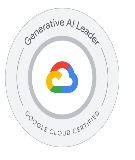 Generative AI Leader
GOOGLE CLOUD CERTIFIED